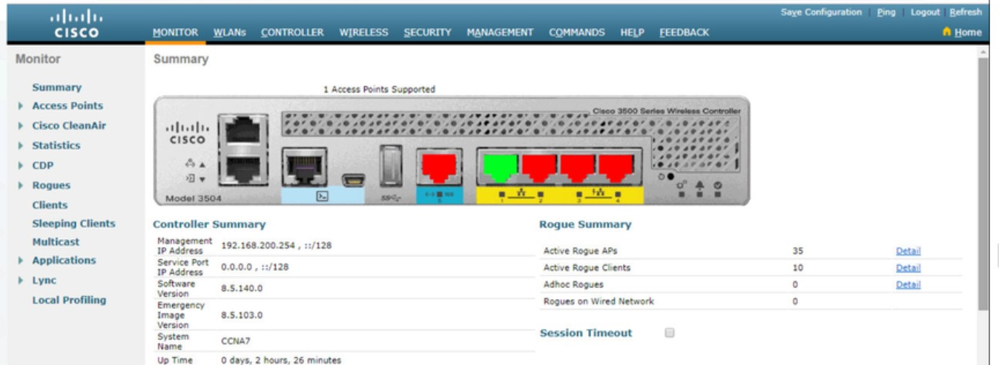 Save Configuration Ping Logout Refresh
CISCO MONITOR WLANs CONTROLLER WIRELESS SECURITY MANAGEMENT COMMANDS HELP FEEDBACK Home
Monitor
Summary
Access Points
Cisco CleanAir
Statistics
CDP
Rogues
Clients
Sleeping Clients
Multicast
Applications
Lync
Local Profiling
Summary
1 Access Points Supported
Cisco 3500 Series Wireless Controller
CISCO
Model 3504
1 2 3 4
Controller Summary
Management IP Address 192.168.200.254 , ::/128
Service Port IP Address 0.0.0.0 , ::/128
Software Version 8.5.140.0
Emergency Image Version 8.5.103.0
System Name CCNA7
Up Time 0 days, 2 hours, 26 minutes
Rogue Summary
Active Rogue APs 35 Detail
Active Rogue Clients 10 Detail
Adhoc Rogues 0 Detail
Rogues on Wired Network 0
Session Timeout